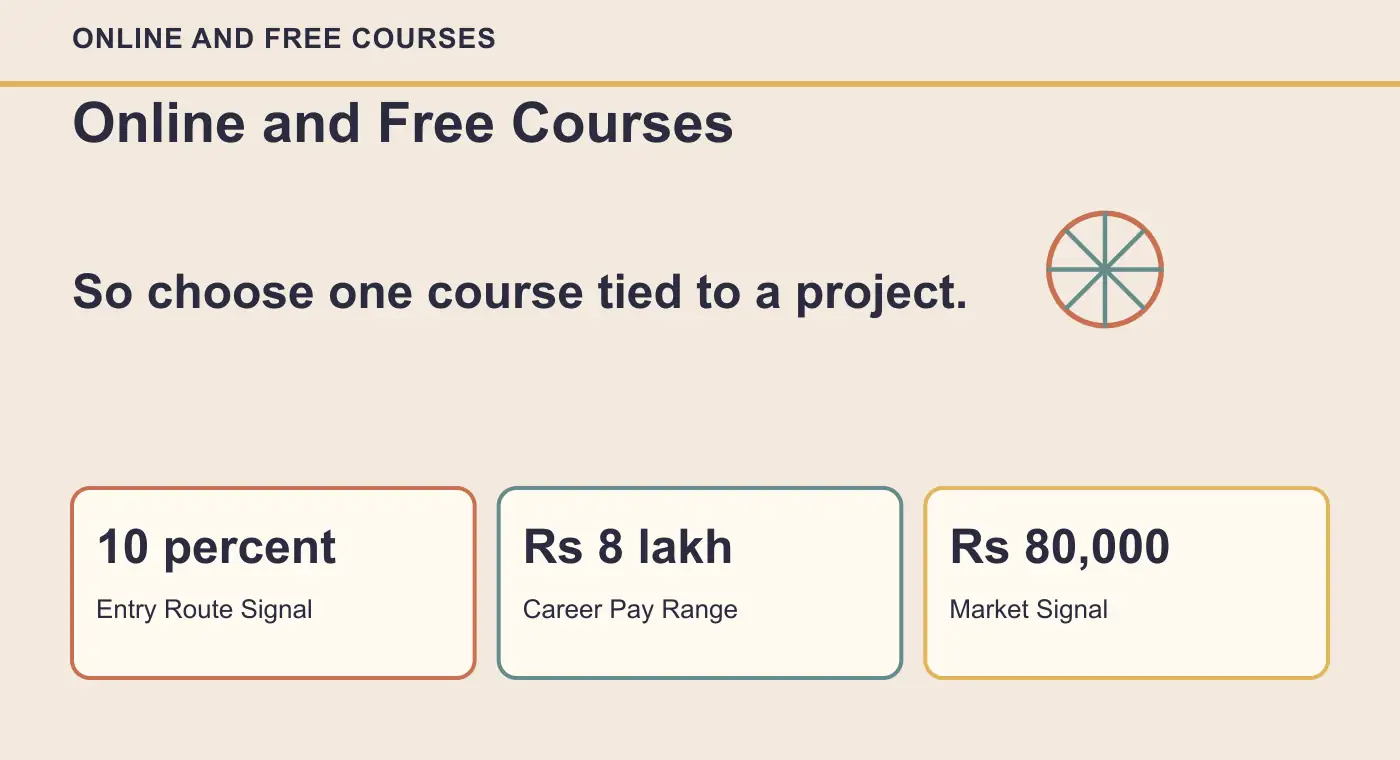 ONLINE AND FREE COURSES
Online and Free Courses
So choose one course tied to a project.
10 percent
Entry Route Signal
Rs 8 lakh
Career Pay Range
Rs 80,000
Market Signal